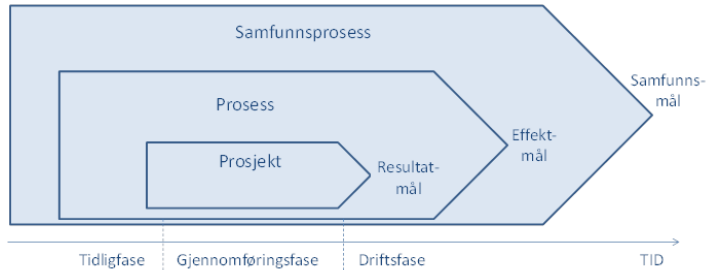 Samfunnsprosess
Samfunns-
mål
Prosess
Effekt-
mål
Prosjekt
Resultat-
mål
Tidligfase
Gjennomføringsfase
Driftsfase
TID